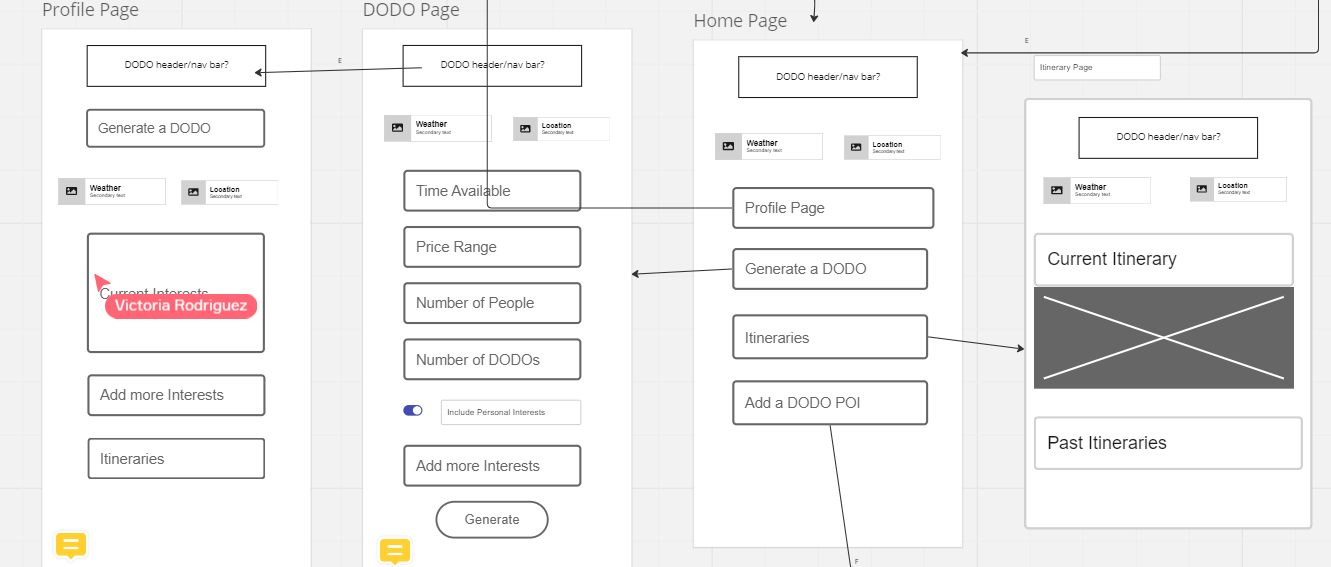 Profile Page
DODO header/nav bar?
Generate a DODO
Weather
Secondary text
Location
Secondary text
Current Interests
Victoria Rodriguez
Add more Interests
Itineraries
DODO Page
E
DODO header/nav bar?
Weather
Secondary text
Location
Secondary text
Time Available
Price Range
Number of People
Number of DODOs
Include Personal Interests
Add more Interests
Generate
Home Page
DODO header/nav bar?
Weather
Secondary text
Location
Secondary text
Profile Page
Generate a DODO
Itineraries
Add a DODO POI
F
E
Itinerary Page
DODO header/nav bar?
Weather
Secondary text
Location
Secondary text
Current Itinerary
Past Itineraries